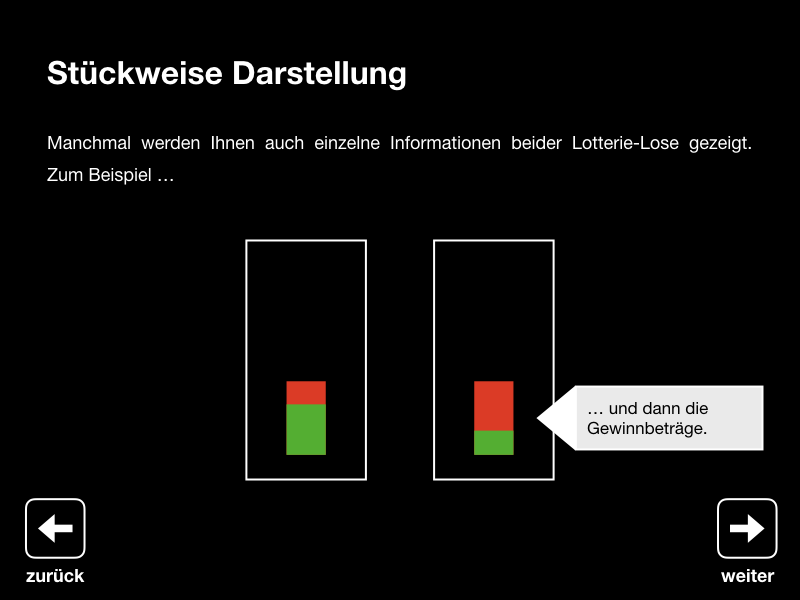 Stückweise Darstellung
Manchmal werden Ihnen auch einzelne Informationen beider Lotterie-Lose gezeigt.
Zum Beispiel …
… und dann die
Gewinnbeträge.
zurück
weiter